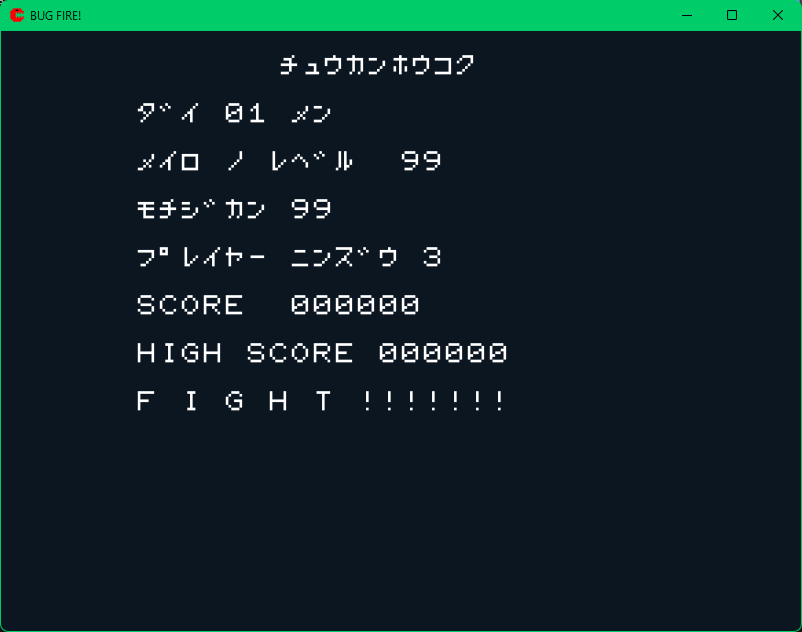 BUG FIRE!
チュウカンホウコク
ダイ 01 メン
メイロ ノ レベル 99
モチジカン 99
プレイヤー ニンズウ 3
SCORE 000000
HIGH SCORE 000000
F I G H T !!!!!!!